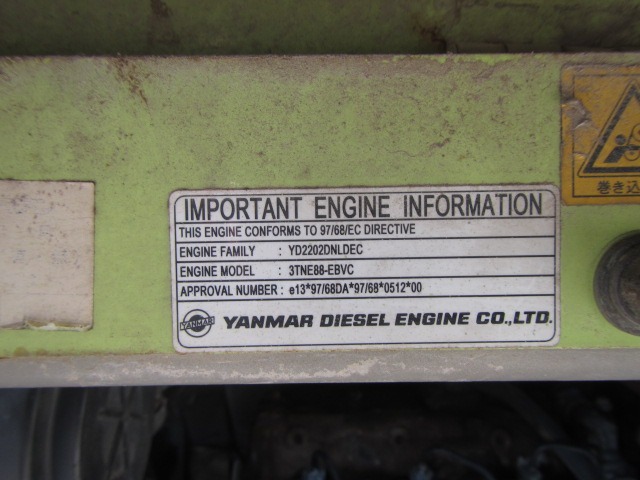 IMPORTANT ENGINE INFORMATION
THIS ENGINE CONFORMS TO 97/68/EC DIRECTIVE
ENGINE FAMILY : YD2202DNLDEC
ENGINE MODEL : 3TNE88-EBVC
APPROVAL NUMBER : e13*97/68DA*97/68*0512*00
YANMAR YANMAR DIESEL ENGINE CO.,LTD.
巻き込